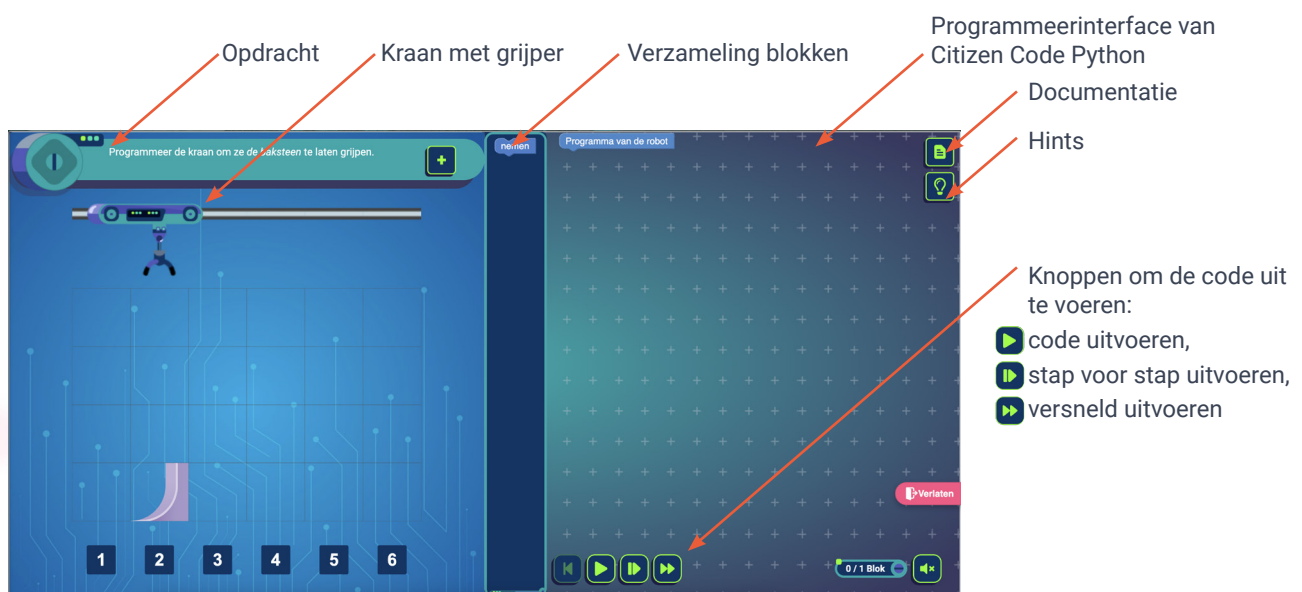 Opdracht
Kraan met grijper
Verzameling blokken
Programmeerinterface van
Citizen Code Python
Documentatie
Hints
Programmeer de kraan om ze de baksteen te laten grijpen.
nemen
Programma van de robot
Knoppen om de code uit
te voeren:
code uitvoeren,
stap voor stap uitvoeren,
versneld uitvoeren
Verlaten
1 2 3 4 5 6
0 / 1 Blok